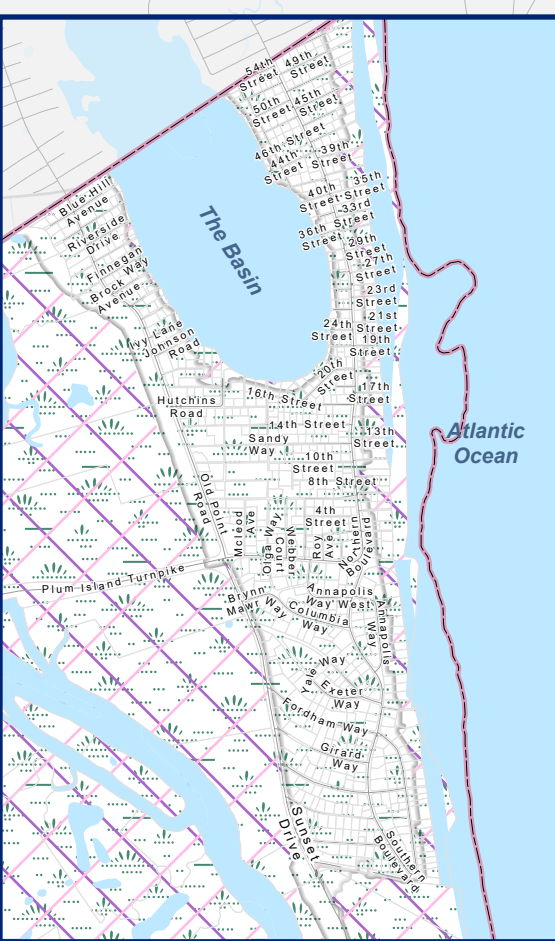 54th
Street
49th
Street
50th
Street
45th
Street
46th Street
44th
Street
39th
Street
40th
Street
35th
Street
33rd
Street
36th
Street
29th
Street
27th
Street
23rd
Street
24th
Street
21st
Street
19th
Street
20th
Street
17th
Street
Blue Hill
Avenue
Riverside
Drive
Finnegan
Way
Brock
Avenue
The Basin
Ivy Lane
Johnson
Road
Hutchins
Road
16th Street
14th Street
13th
Street
Sandy
Way
10th
Street
8th Street
Atlantic
Ocean
Old Point
Road
Mcleod
Ave
Olga Way
Webber
Court
4th
Street
Roy
Ave
Northern
Boulevard
Plum Island Turnpike
Brynn
Mawr Way
Annapolis
Way West
Columbia
Way
Annapolis
Way
Yale Way
Exeter
Way
Fordham Way
Girard
Way
Sunset
Drive
Southern
Boulevard